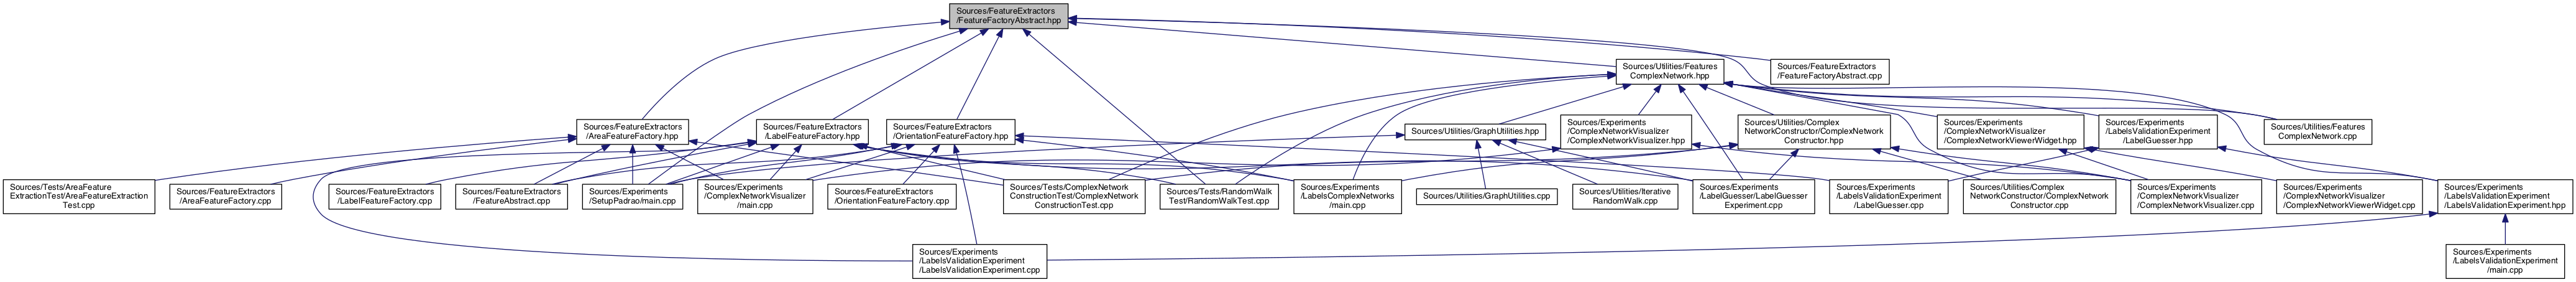 Sources/FeatureExtractors
/FeatureFactoryAbstract.hpp
Sources/Utilities/Features
ComplexNetwork.hpp
Sources/FeatureExtractors
/FeatureFactoryAbstract.cpp
Sources/FeatureExtractors
/AreaFeatureFactory.hpp
Sources/FeatureExtractors
/LabelFeatureFactory.hpp
Sources/FeatureExtractors
/OrientationFeatureFactory.hpp
Sources/Utilities/GraphUtilities.hpp
Sources/Experiments
/ComplexNetworkVisualizer
/ComplexNetworkVisualizer.hpp
Sources/Utilities/Complex
NetworkConstructor/ComplexNetwork
Constructor.hpp
Sources/Experiments
/ComplexNetworkVisualizer
/ComplexNetworkViewerWidget.hpp
Sources/Experiments
/LabelsValidationExperiment
/LabelGuesser.hpp
Sources/Utilities/Features
ComplexNetwork.cpp
Sources/Tests/AreaFeature
ExtractionTest/AreaFeatureExtraction
Test.cpp
Sources/FeatureExtractors
/AreaFeatureFactory.cpp
Sources/FeatureExtractors
/LabelFeatureFactory.cpp
Sources/FeatureExtractors
/FeatureAbstract.cpp
Sources/Experiments
/SetupPadrao/main.cpp
Sources/Experiments
/ComplexNetworkVisualizer
/main.cpp
Sources/FeatureExtractors
/OrientationFeatureFactory.cpp
Sources/Tests/ComplexNetwork
ConstructionTest/ComplexNetwork
ConstructionTest.cpp
Sources/Tests/RandomWalk
Test/RandomWalkTest.cpp
Sources/Experiments
/LabelsComplexNetworks
/main.cpp
Sources/Utilities/GraphUtilities.cpp
Sources/Utilities/Iterative
RandomWalk.cpp
Sources/Experiments
/LabelGuesser/LabelGuesser
Experiment.cpp
Sources/Experiments
/LabelsValidationExperiment
/LabelGuesser.cpp
Sources/Utilities/Complex
NetworkConstructor/ComplexNetwork
Constructor.cpp
Sources/Experiments
/ComplexNetworkVisualizer
/ComplexNetworkVisualizer.cpp
Sources/Experiments
/ComplexNetworkVisualizer
/ComplexNetworkViewerWidget.cpp
Sources/Experiments
/LabelsValidationExperiment
/LabelsValidationExperiment.hpp
Sources/Experiments
/LabelsValidationExperiment
/LabelsValidationExperiment.cpp
Sources/Experiments
/LabelsValidationExperiment
/main.cpp